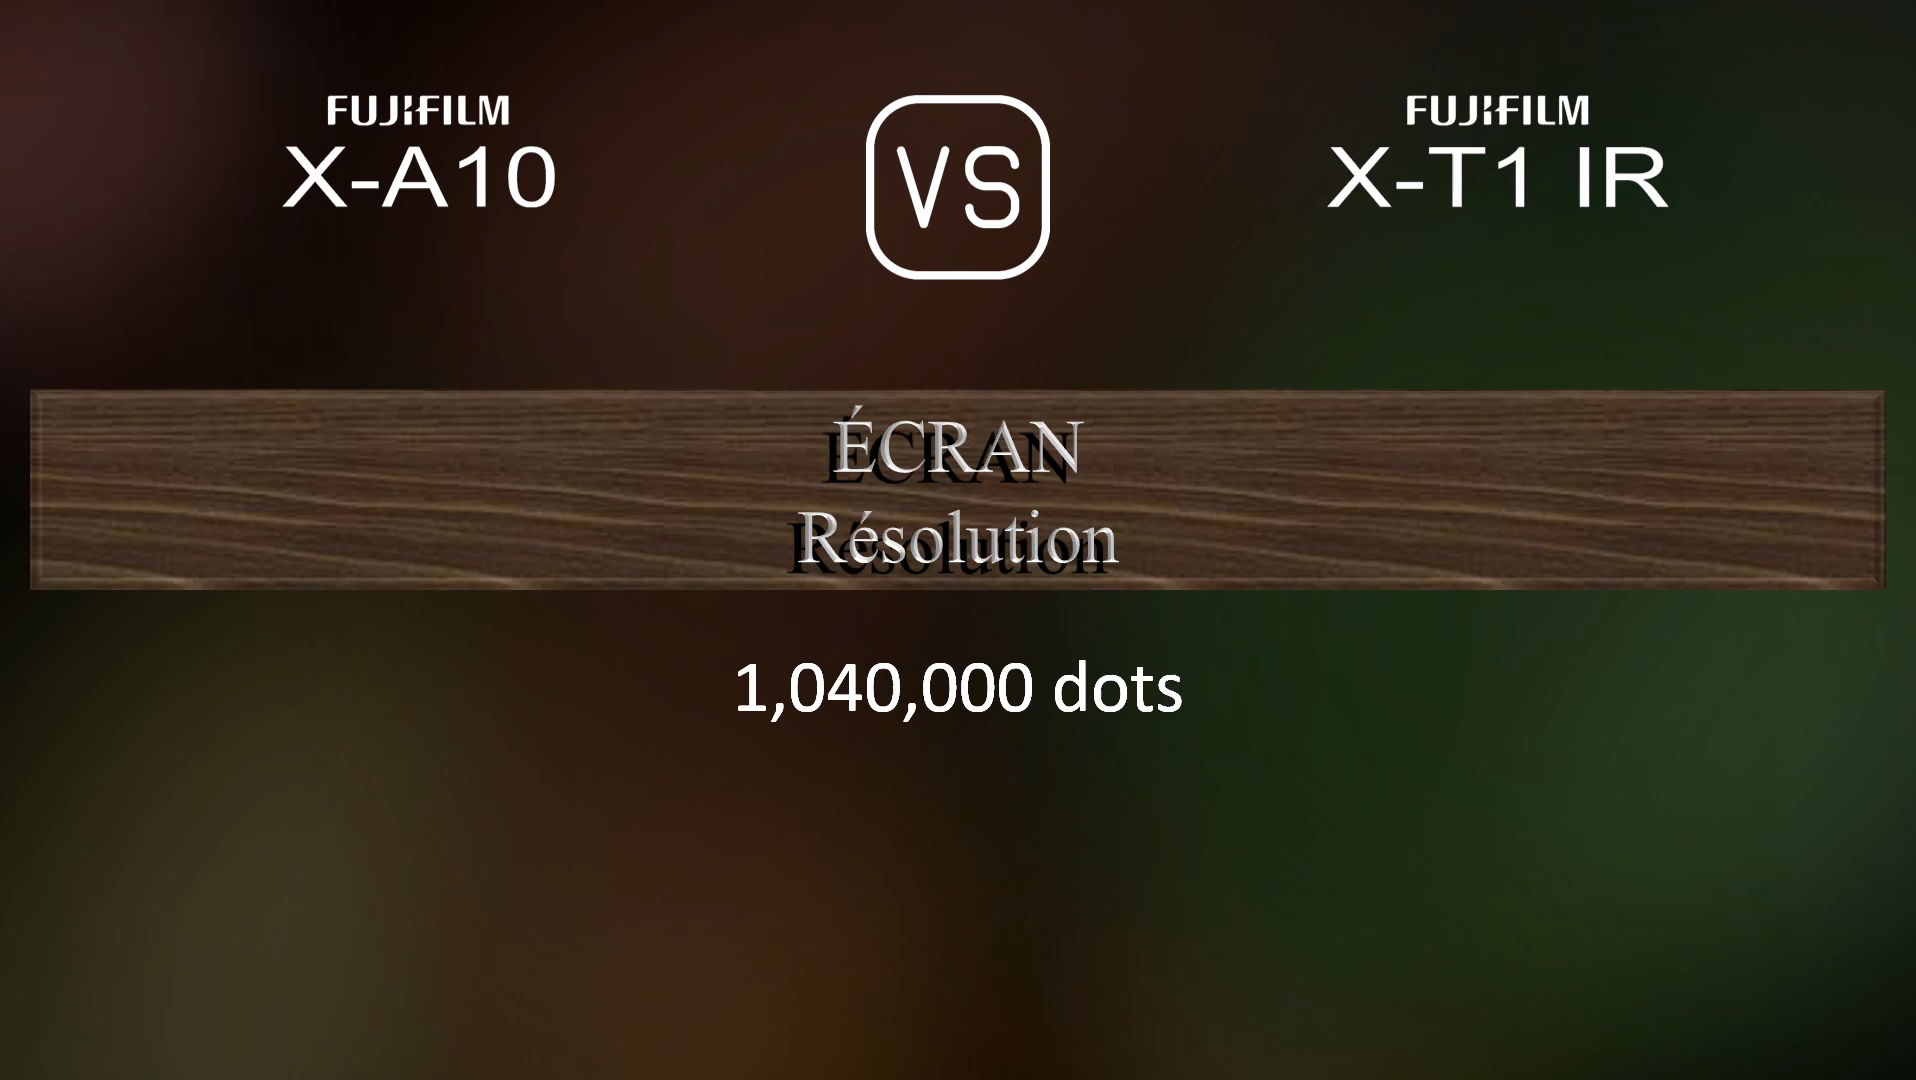 FUJIFILM
X-A10
VS
FUJIFILM
X-T1 IR
ÉCRAN
Résolution
1,040,000 dots